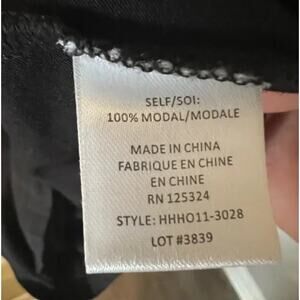 SELF/SOI:
100% MODAL/MODALE
MADE IN CHINA
FABRIQUE EN CHINE
EN CHINE
RN 125324
STYLE: HHHO11-3028
LOT #3839